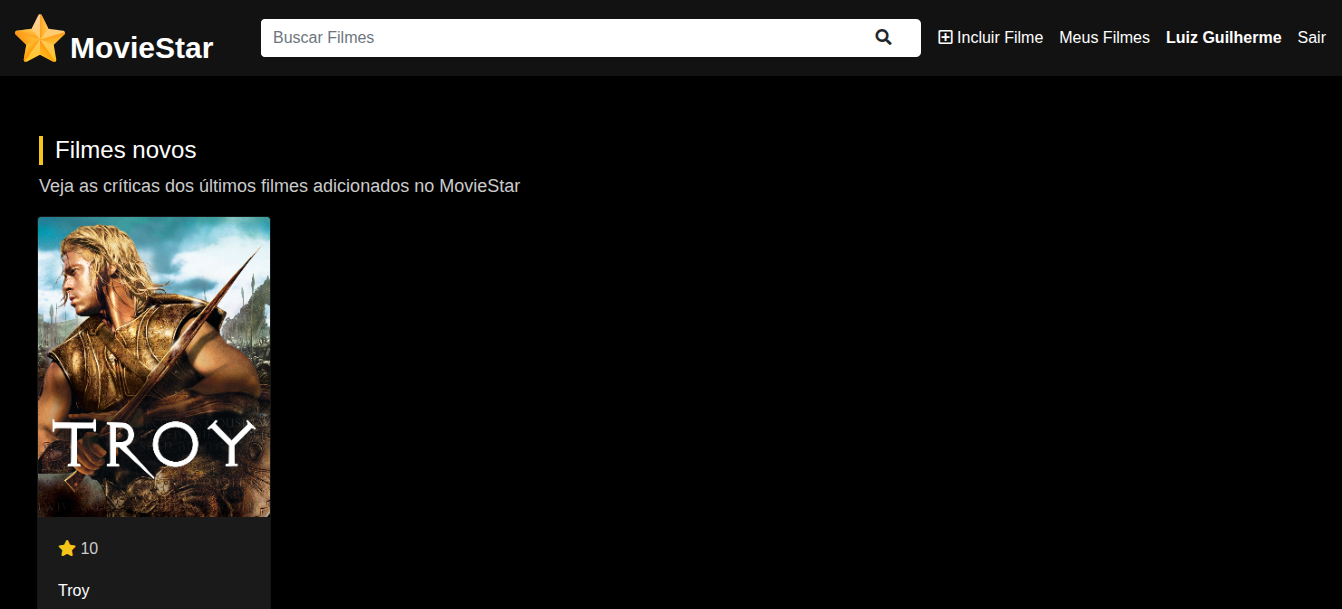 MovieStar
Buscar Filmes
Incluir Filme
Meus Filmes
Luiz Guilherme
Sair
Filmes novos
Veja as críticas dos últimos filmes adicionados no MovieStar
TROY
10
Troy